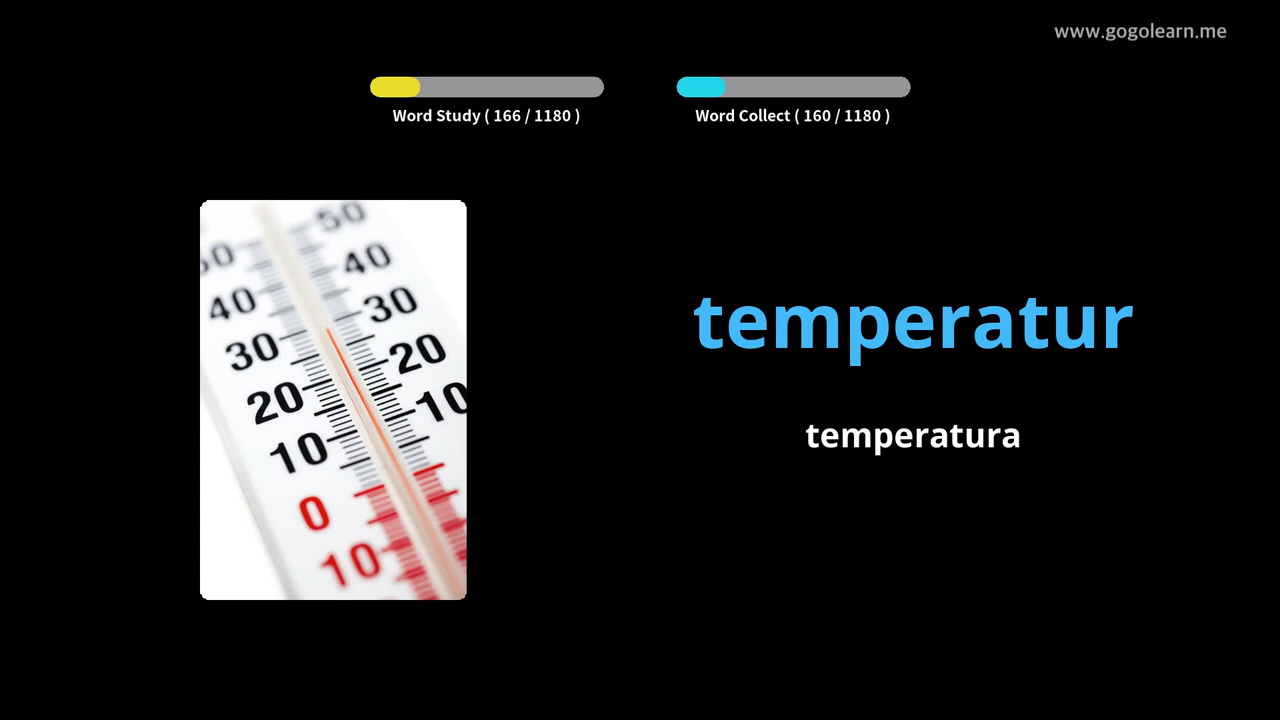 www.gogolearn.me
Word Study ( 166 / 1180 )
Word Collect ( 160 / 1180 )
50
40
40
30
30
20
20
10
10
0
10
temperatur
temperatura